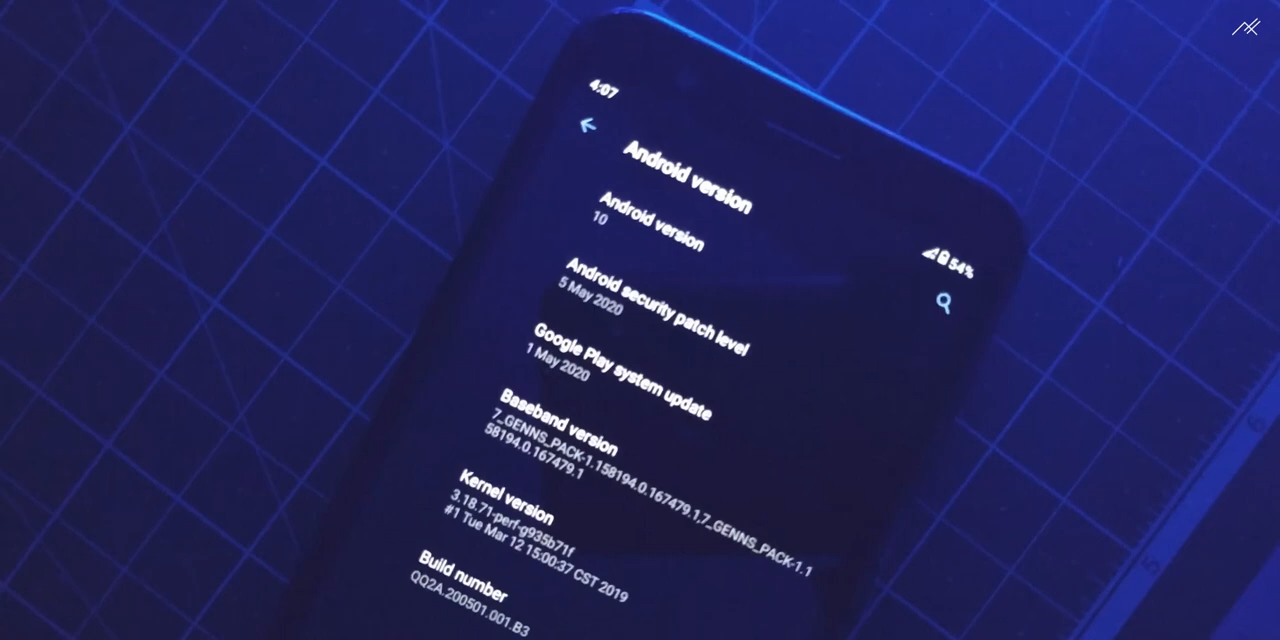 4:07
54%
Android version
Android version
10
Android security patch level
5 May 2020
Google Play system update
1 May 2020
Baseband version
7_GENNS_PACK-1.158194.0.167479.1,7_GENNS_PACK-1.1
58194.0.167479.1
Kernel version
3.18.71-perf-g935b71f
#1 Tue Mar 12 15:00:37 CST 2019
Build number
QQ2A.200501.001.B3
6
5